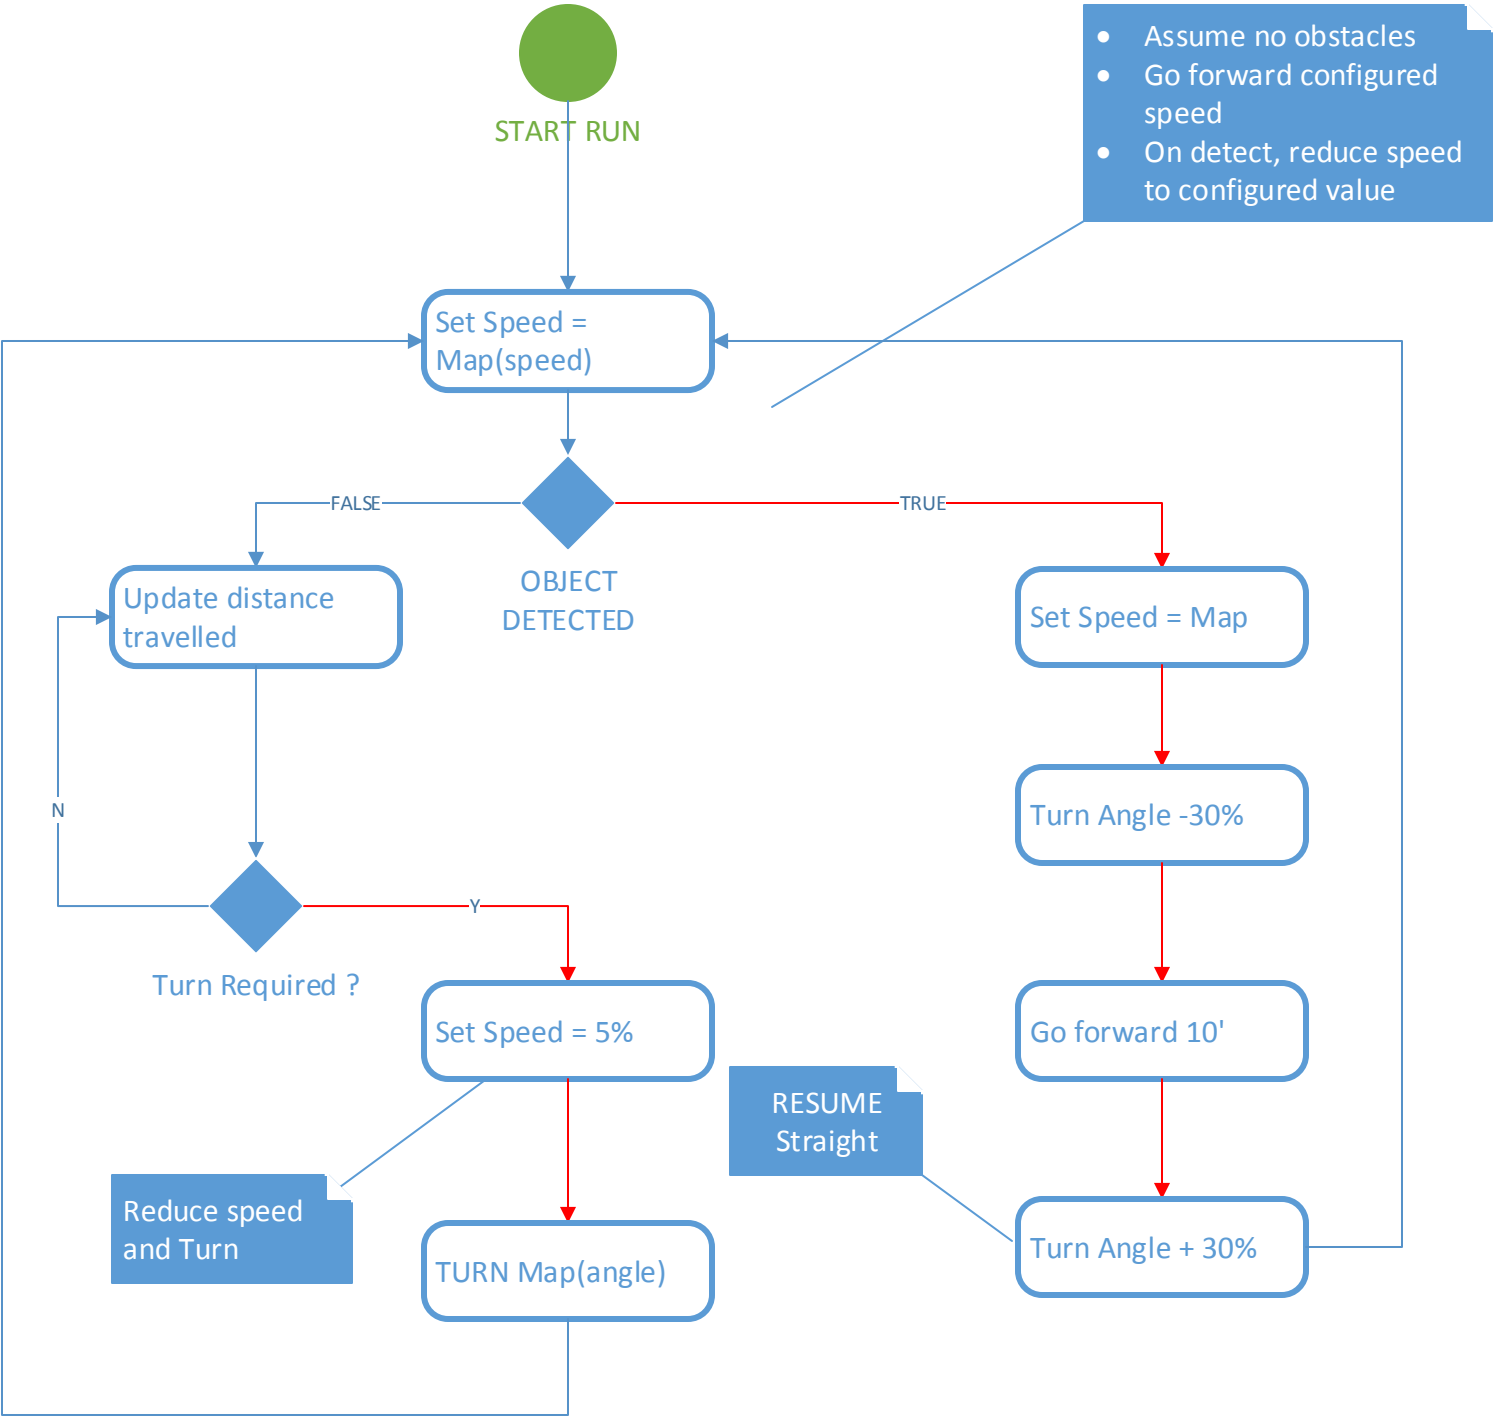 START RUN
• Assume no obstacles
• Go forward configured
speed
• On detect, reduce speed
to configured value
Set Speed =
Map(speed)
FALSE
TRUE
OBJECT
DETECTED
Update distance
travelled
Set Speed = Map
N
Turn Angle -30%
Y
Turn Required ?
Set Speed = 5%
Go forward 10'
RESUME
Straight
Reduce speed
and Turn
TURN Map(angle)
Turn Angle + 30%